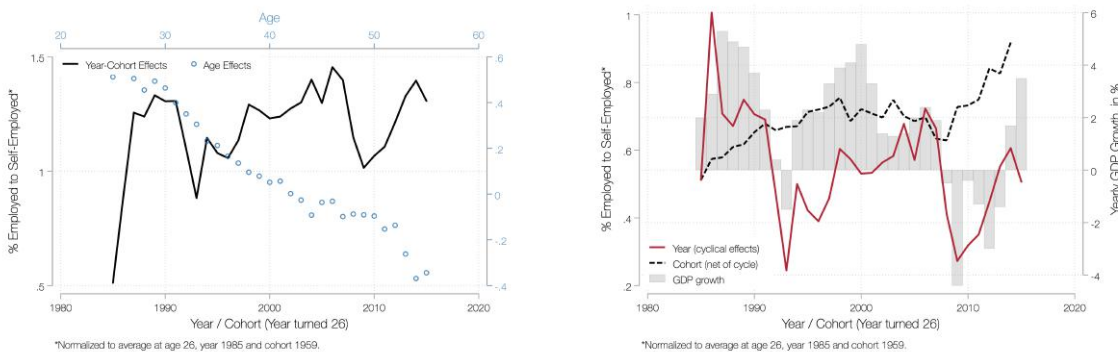 Age
20
30
40
50
60
1.5
1
.5
.6
.4
.2
0
-.2
-.4
% Employed to Self-Employed*
Year-Cohort Effects
Age Effects
1980
1990
2000
2010
2020
Year / Cohort (Year turned 26)
*Normalized to average at age 26, year 1985 and cohort 1959.
1
.8
.6
.4
.2
6
4
2
0
-2
-4
% Employed to Self-Employed*
Yearly GDP Growth, in %
Year (cyclical effects)
Cohort (net of cycle)
GDP growth
1980
1990
2000
2010
2020
Year / Cohort (Year turned 26)
*Normalized to average at age 26, year 1985 and cohort 1959.